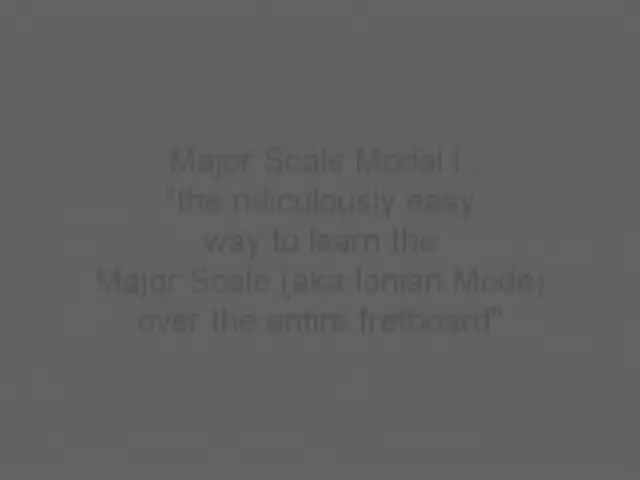 Major Scale Modal I...
"the ridiculously easy
way to learn the
Major Scale (aka Ionian Mode)
over the entire fretboard"